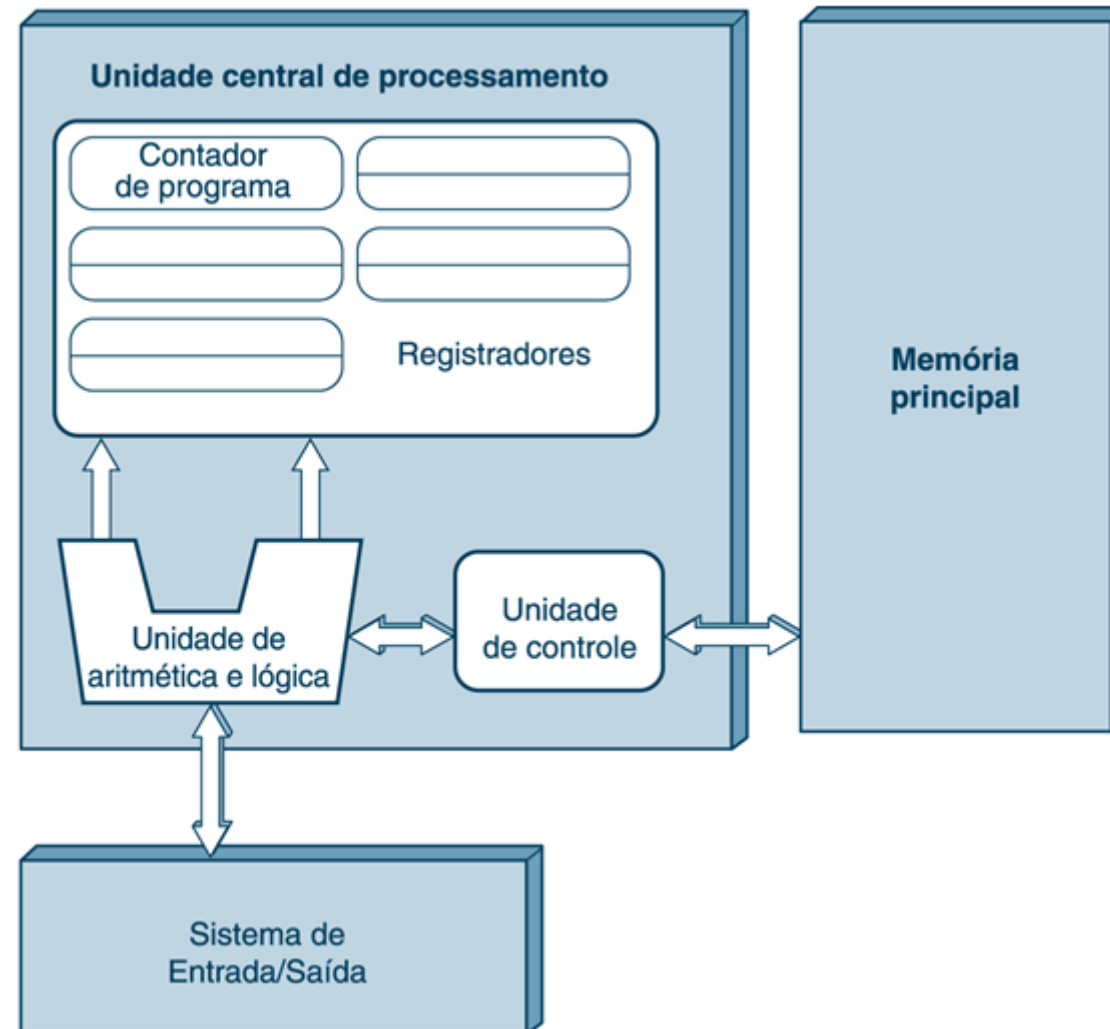 Unidade central de processamento
Contador
de programa
Registradores
Memória
principal
Unidade de
aritmética e lógica
Unidade
de controle
Sistema de
Entrada/Saída